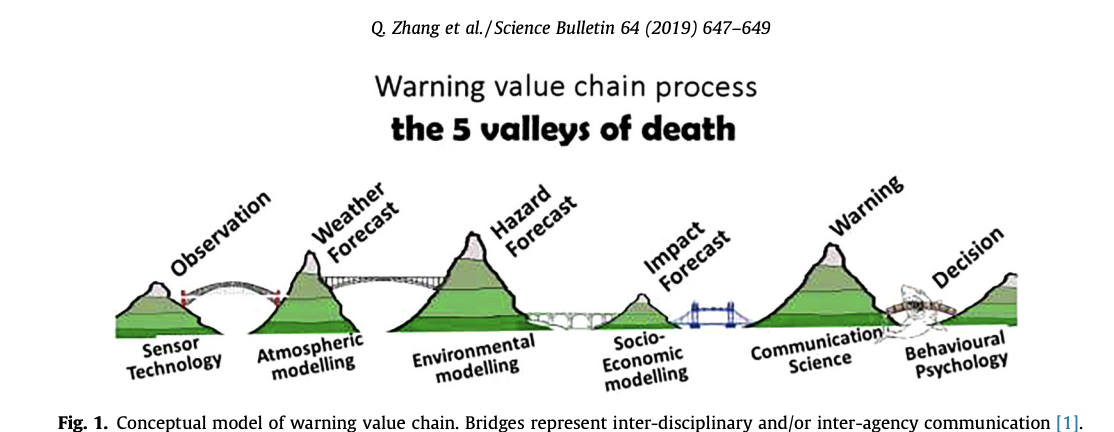 Q. Zhang et al. / Science Bulletin 64 (2019) 647–649
Warning value chain process
the 5 valleys of death
Observation
Weather
Forecast
Hazard
Forecast
Impact
Forecast
Warning
Decision
Sensor
Technology
Atmospheric
modelling
Environmental
modelling
Socio-
Economic
modelling
Communication
Science
Behavioural
Psychology
Fig. 1. Conceptual model of warning value chain. Bridges represent inter-disciplinary and/or inter-agency communication [1].